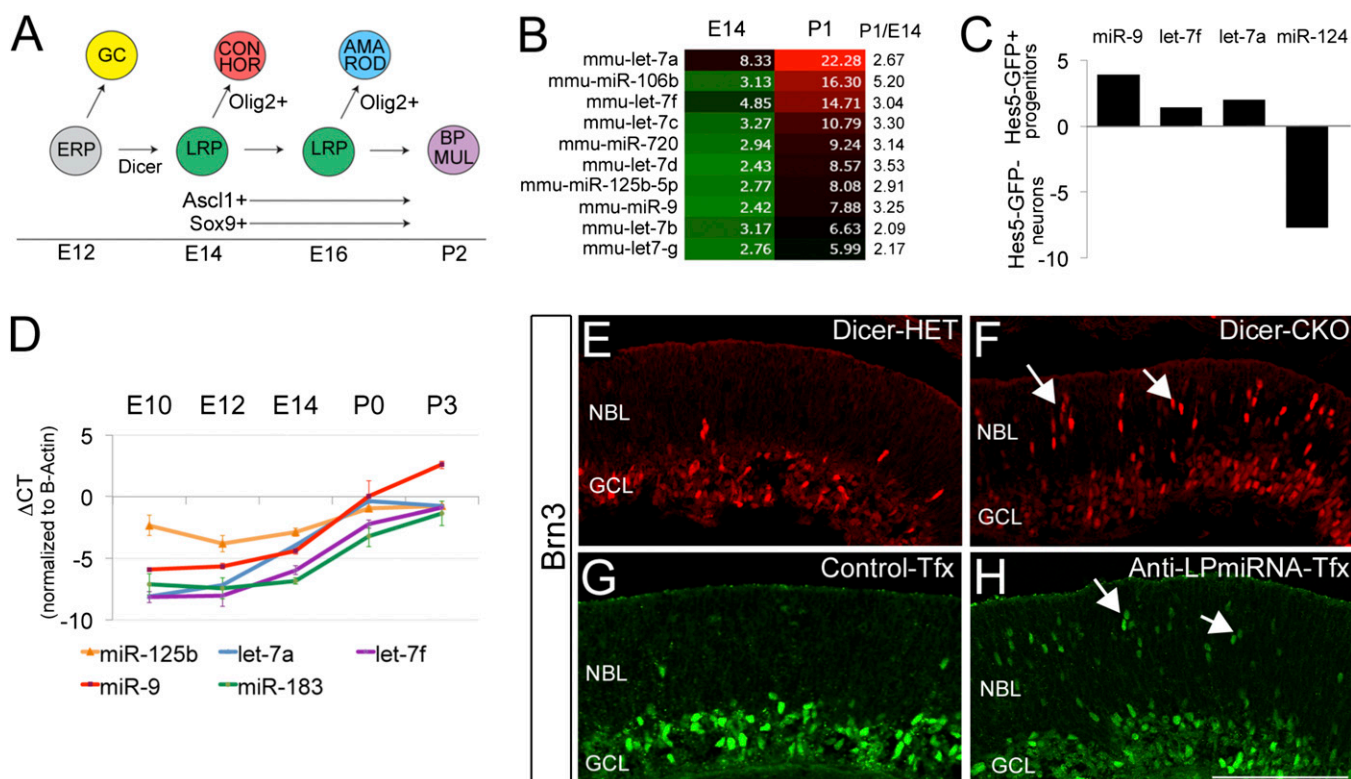 A
GC
CON
HOR
AMA
ROD
Olig2+
Olig2+
ERP
LRP
LRP
BP
MUL
Dicer
Ascl1+
Sox9+
E12
E14
E16
P2
B
E14
P1
P1/E14
mmu-let-7a 8.33 22.28 2.67
mmu-miR-106b 3.13 16.30 5.20
mmu-let-7f 4.85 14.71 3.04
mmu-let-7c 3.27 10.79 3.30
mmu-miR-720 2.94 9.24 3.14
mmu-let-7d 2.43 8.57 3.53
mmu-miR-125b-5p 2.77 8.08 2.91
mmu-miR-9 2.42 7.88 3.25
mmu-let-7b 3.17 6.63 2.09
mmu-let7-g 2.76 5.99 2.17
C
miR-9 let-7f let-7a miR-124
Hes5-GFP+
progenitors
Hes5-GFP-
neurons
5
0
-5
-10
D
E10 E12 E14 P0 P3
ΔCT
(normalized to B-Actin)
5
0
-5
-10
miR-125b let-7a let-7f
miR-9 miR-183
Brn3
E
Dicer-HET
NBL
GCL
F
Dicer-CKO
NBL
GCL
G
Control-Tfx
NBL
GCL
H
Anti-LPmiRNA-Tfx
NBL
GCL